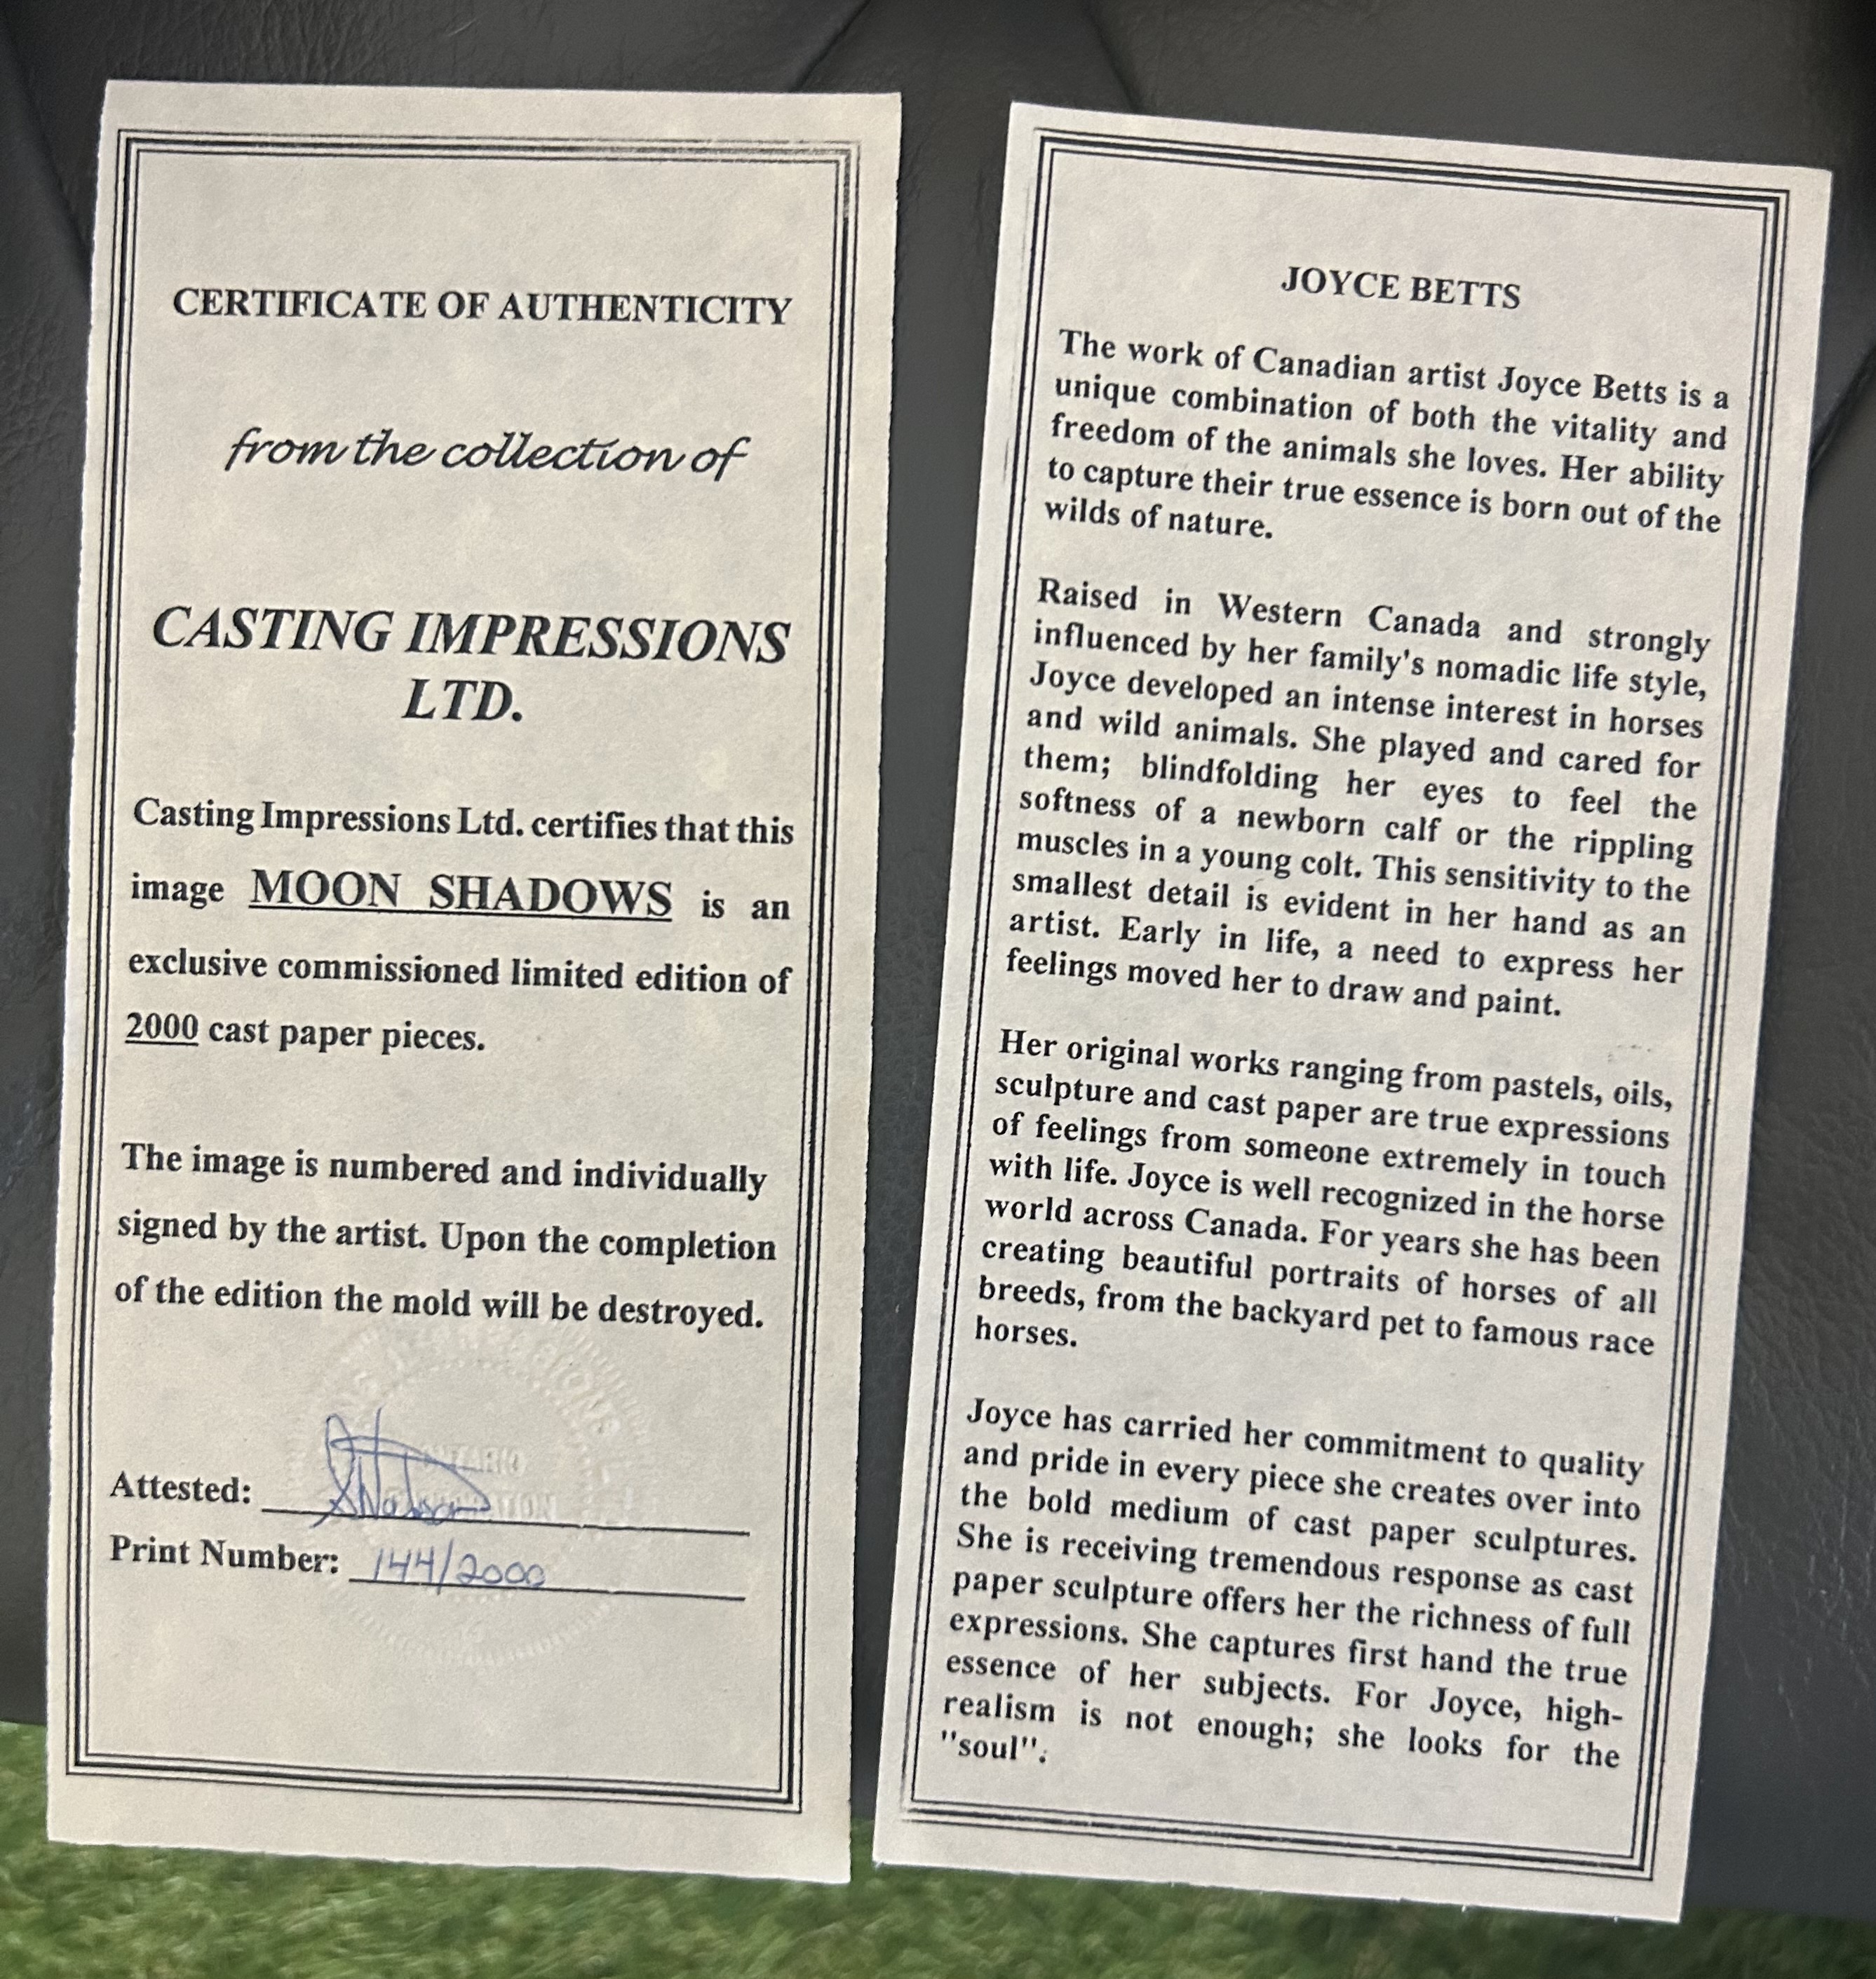 CERTIFICATE OF AUTHENTICITY
from the collection of
CASTING IMPRESSIONS
LTD.
Casting Impressions Ltd. certifies that this
image MOON SHADOWS is an
exclusive commissioned limited edition of
2000 cast paper pieces.
The image is numbered and individually
signed by the artist. Upon the completion
of the edition the mold will be destroyed.
Attested:
Print Number: 144/2000
JOYCE BETTS
The work of Canadian artist Joyce Betts is a
unique combination of both the vitality and
freedom of the animals she loves. Her ability
to capture their true essence is born out of the
wilds of nature.
Raised in Western Canada and strongly
influenced by her family's nomadic life style,
Joyce developed an intense interest in horses
and wild animals. She played and cared for
them; blindfolding her eyes to feel the
softness of a newborn calf or the rippling
muscles in a young colt. This sensitivity to the
smallest detail is evident in her hand as an
artist. Early in life, a need to express her
feelings moved her to draw and paint.
Her original works ranging from pastels, oils,
sculpture and cast paper are true expressions
of feelings from someone extremely in touch
with life. Joyce is well recognized in the horse
world across Canada. For years she has been
creating beautiful portraits of horses of all
breeds, from the backyard pet to famous race
horses.
Joyce has carried her commitment to quality
and pride in every piece she creates over into
the bold medium of cast paper sculptures.
She is receiving tremendous response as cast
paper sculpture offers her the richness of full
expressions. She captures first hand the true
essence of her subjects. For Joyce, high-
realism is not enough; she looks for the
"soul".